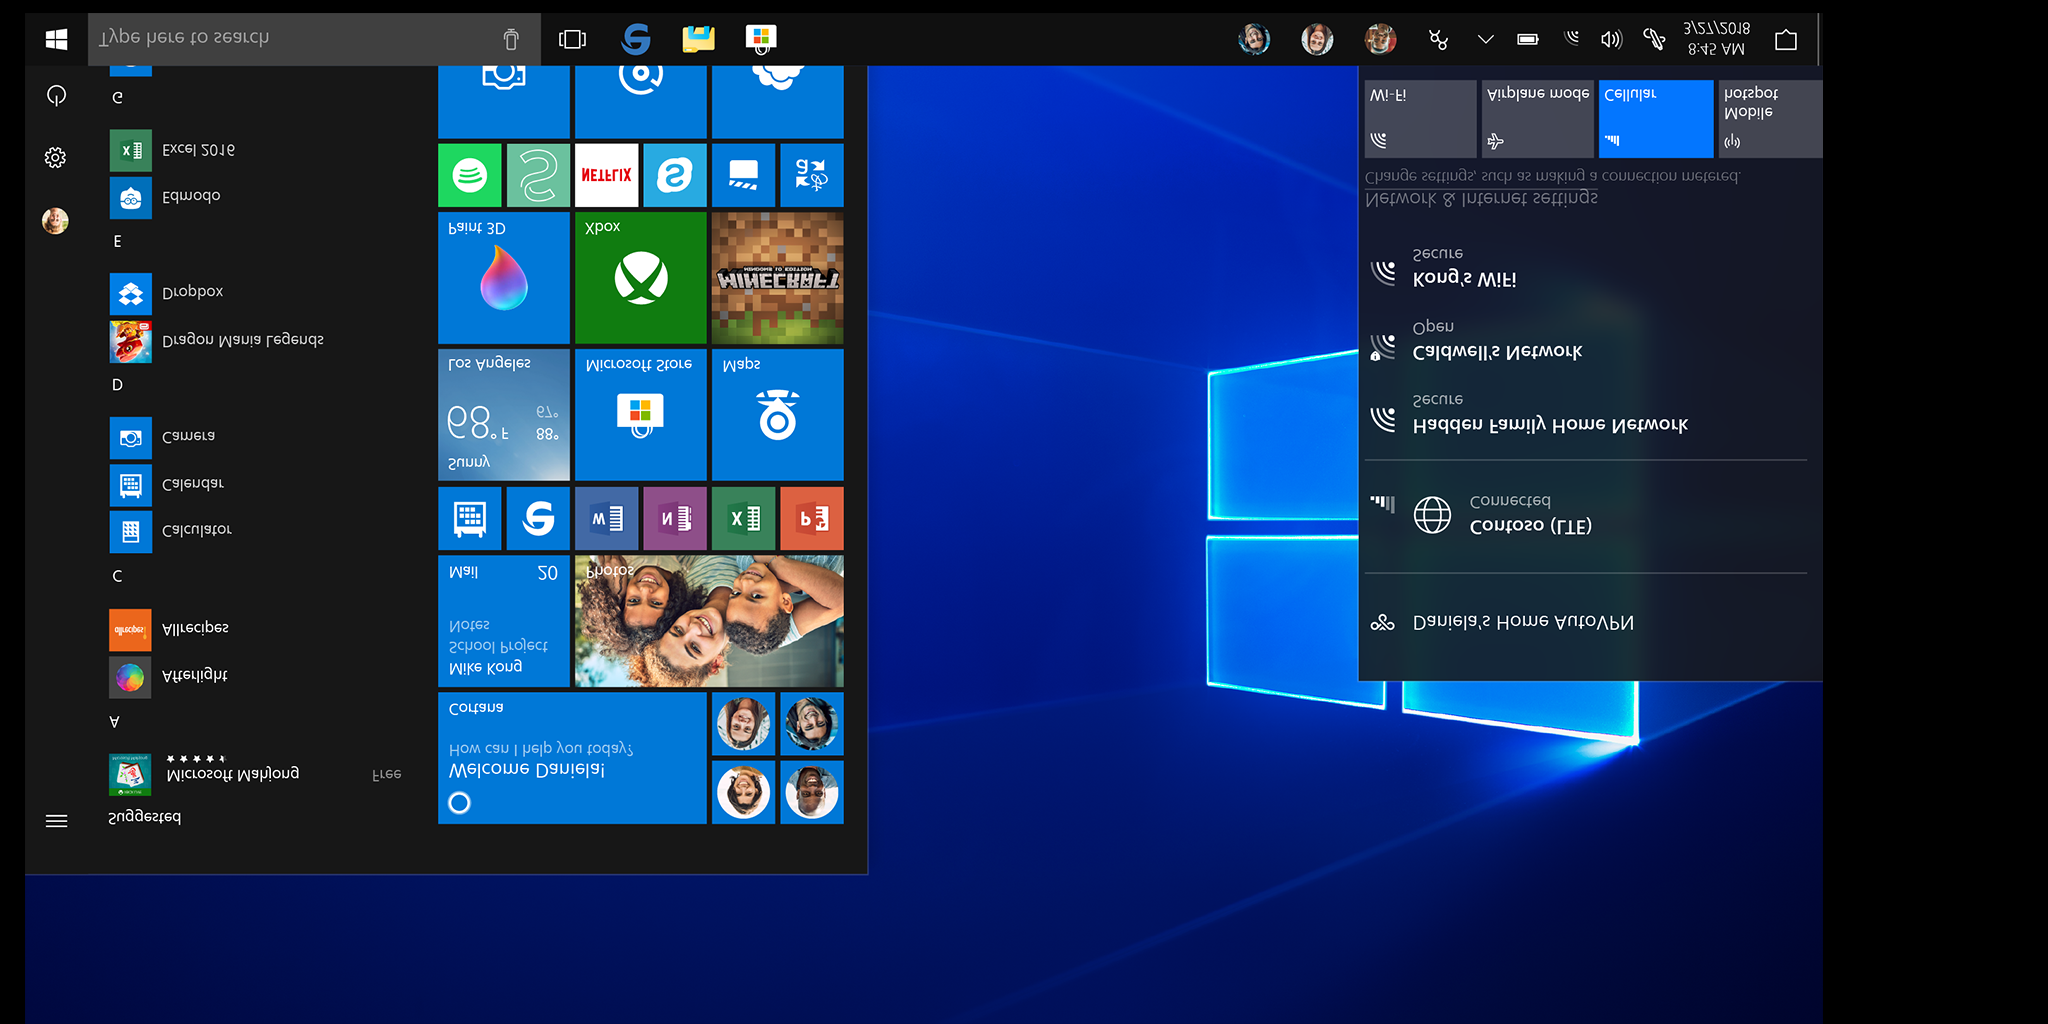 Suggested
Microsoft Mahjong
Free
A
Afterlight
allrecipes
Allrecipes
C
Calculator
Calendar
Camera
D
Dragon Mania Legends
Dropbox
E
Edmodo
Excel 2016
G
Welcome Daniela!
How can I help you today?
Cortana
Mike Kong
School Project
Notes
Mail 20
Photos
W
N
X
P
Sunny
68°F 88°
67°
Los Angeles
Microsoft Store
Maps
Paint 3D
Xbox
MINECRAFT
WINDOWS 10 EDITION
NETFLIX
Daniela's Home AutoVPN
Contoso (LTE)
Connected
Hadden Family Home Network
Secure
Caldwell's Network
Open
Kong's WiFi
Secure
Network & Internet settings
Change settings, such as making a connection metered.
Wi-Fi
Airplane mode
Cellular
Mobile
hotspot
Type here to search
8:45 AM
3/27/2018